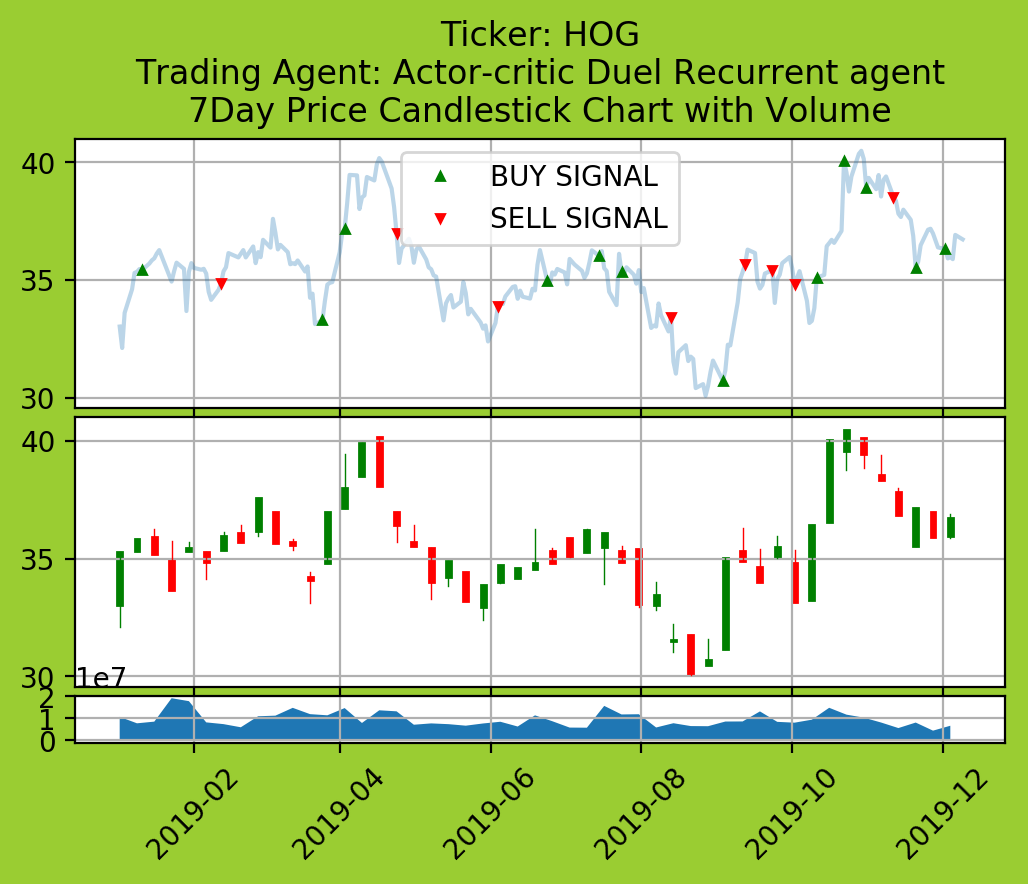 Ticker: HOG
Trading Agent: Actor-critic Duel Recurrent agent
7Day Price Candlestick Chart with Volume
40
35
30
BUY SIGNAL
SELL SIGNAL
40
35
30
1e7
2
1
0
2019-02
2019-04
2019-06
2019-08
2019-10
2019-12